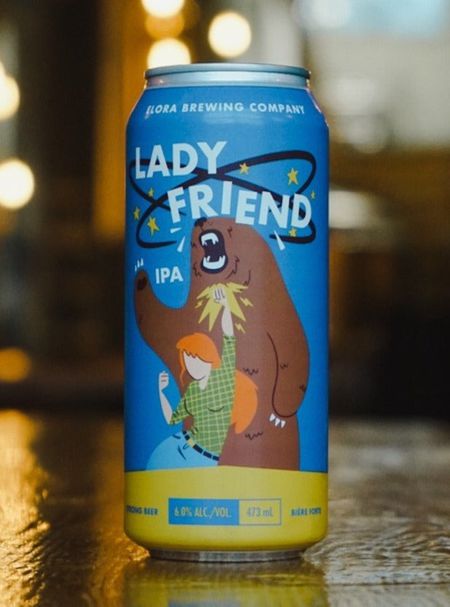 ELORA BREWING COMPANY
LADY
FRIEND
IPA
STRONG BEER 6.0% ALC./VOL. 473 mL BIÈRE FORTE